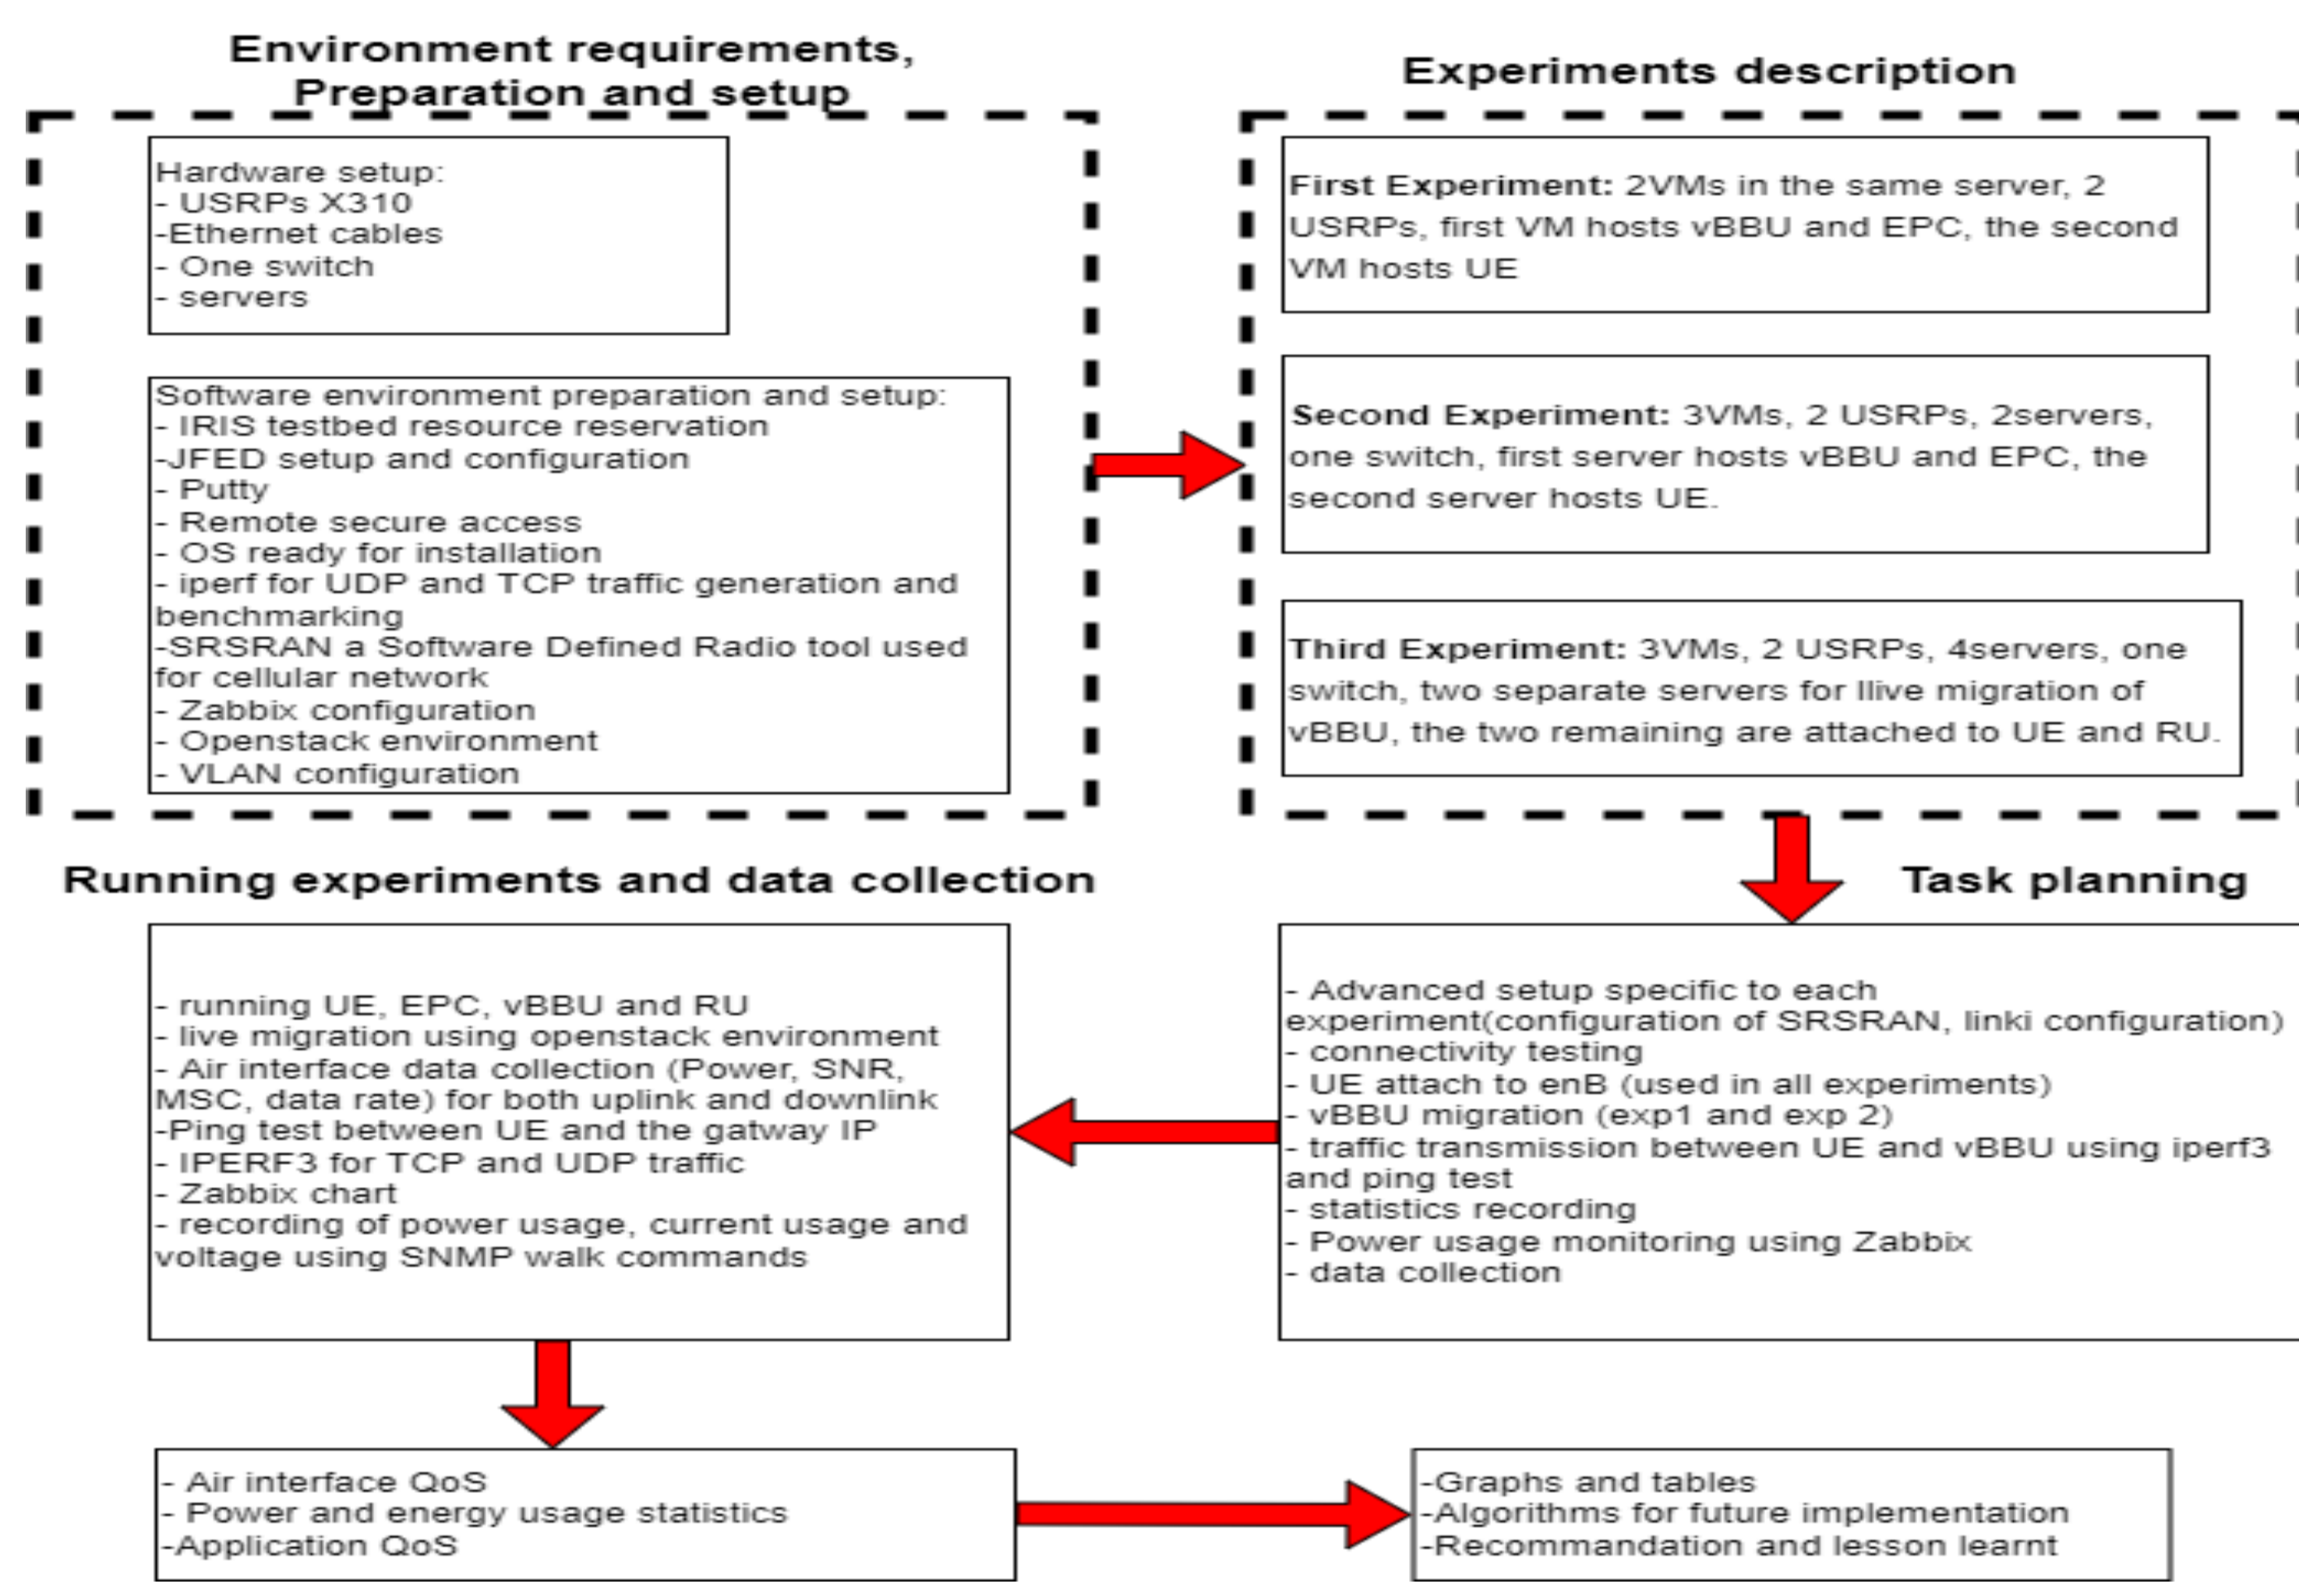 Environment requirements,
Preparation and setup
Hardware setup:
- USRPs X310
-Ethernet cables
- One switch
- servers
Software environment preparation and setup:
- IRIS testbed resource reservation
-JFED setup and configuration
- Putty
- Remote secure access
- OS ready for installation
- iperf for UDP and TCP traffic generation and
benchmarking
-SRSRAN a Software Defined Radio tool used
for cellular network
- Zabbix configuration
- Openstack environment
- VLAN configuration
Experiments description
First Experiment: 2VMs in the same server, 2
USRPs, first VM hosts vBBU and EPC, the second
VM hosts UE
Second Experiment: 3VMs, 2 USRPs, 2servers,
one switch, first server hosts vBBU and EPC, the
second server hosts UE.
Third Experiment: 3VMs, 2 USRPs, 4servers, one
switch, two separate servers for llive migration of
vBBU, the two remaining are attached to UE and RU.
Task planning
- Advanced setup specific to each
experiment(configuration of SRSRAN, linki configuration)
- connectivity testing
- UE attach to enB (used in all experiments)
- vBBU migration (exp1 and exp 2)
- traffic transmission between UE and vBBU using iperf3
and ping test
- statistics recording
- Power usage monitoring using Zabbix
- data collection
Running experiments and data collection
- running UE, EPC, vBBU and RU
- live migration using openstack environment
- Air interface data collection (Power, SNR,
MSC, data rate) for both uplink and downlink
-Ping test between UE and the gatway IP
- IPERF3 for TCP and UDP traffic
- Zabbix chart
- recording of power usage, current usage and
voltage using SNMP walk commands
- Air interface QoS
- Power and energy usage statistics
-Application QoS
-Graphs and tables
-Algorithms for future implementation
-Recommandation and lesson learnt